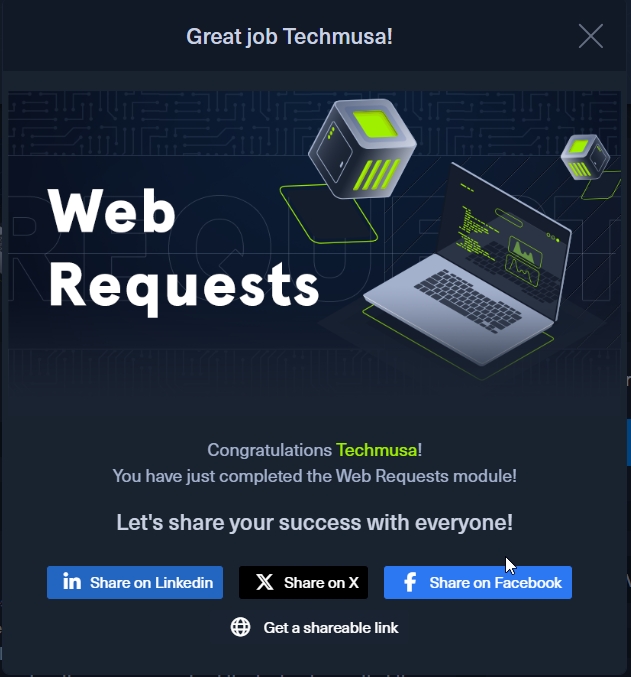 Great job Techmusa!
Web
Requests
Congratulations Techmusa!
You have just completed the Web Requests module!
Let's share your success with everyone!
in Share on Linkedin
X Share on X
f Share on Facebook
Get a shareable link